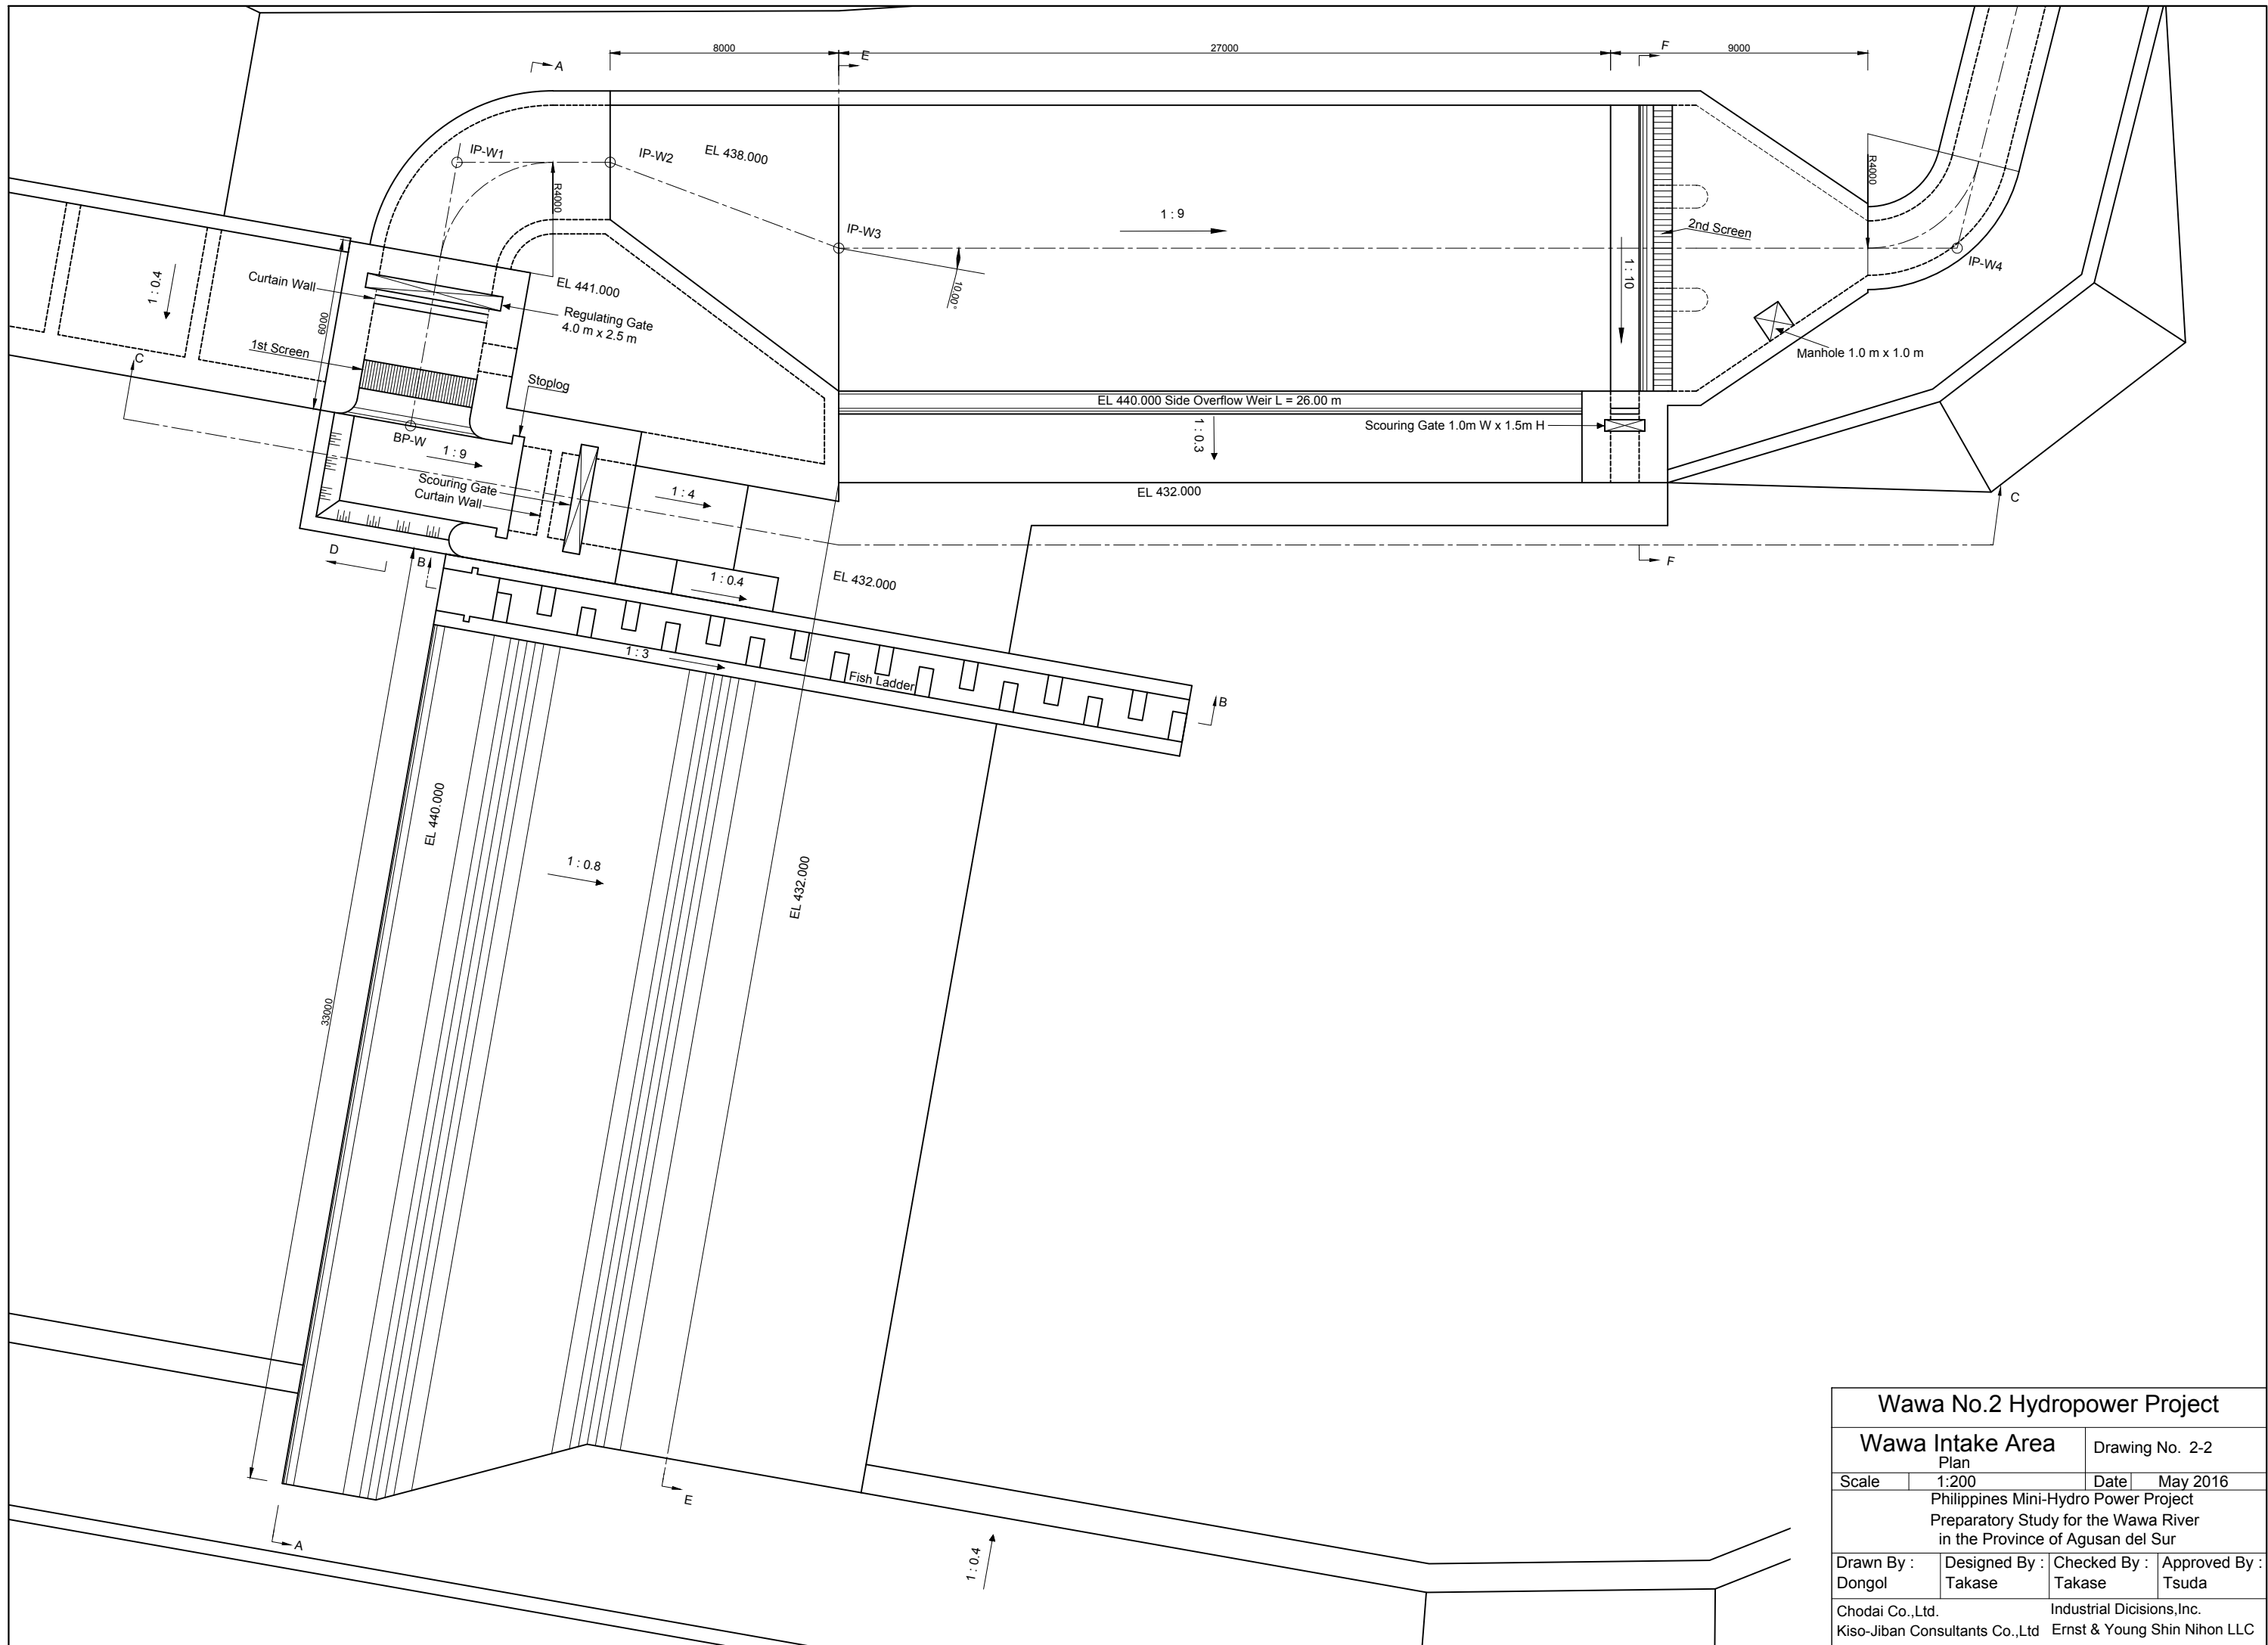 8000
27000
9000
A
E
F
IP-W1
IP-W2
EL 438.000
R4000
R4000
1 : 9
IP-W3
2nd Screen
IP-W4
1 : 0.4
Curtain Wall
EL 441.000
10.00°
1 : 10
6000
Regulating Gate
4.0 m x 2.5 m
1st Screen
C
Manhole 1.0 m x 1.0 m
Stoplog
EL 440.000 Side Overflow Weir L = 26.00 m
1 : 0.3
Scouring Gate 1.0m W x 1.5m H
BP-W
1 : 9
Scouring Gate
Curtain Wall
1 : 4
EL 432.000
C
D
B
1 : 0.4
EL 432.000
F
1 : 3
Fish Ladder
B
EL 440.000
1 : 0.8
EL 432.000
33000
E
A
1 : 0.4
Wawa No.2 Hydropower Project
Wawa Intake Area
Plan
Drawing No. 2-2
Scale 1:200 Date May 2016
Philippines Mini-Hydro Power Project
Preparatory Study for the Wawa River
in the Province of Agusan del Sur
Drawn By : Designed By : Checked By : Approved By :
Dongol Takase Takase Tsuda
Chodai Co.,Ltd. Industrial Dicisions,Inc.
Kiso-Jiban Consultants Co.,Ltd Ernst & Young Shin Nihon LLC